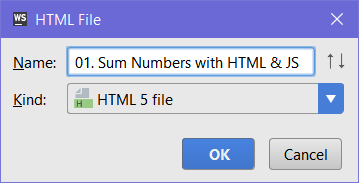 WS HTML File
Name: 01. Sum Numbers with HTML & JS
Kind: H HTML 5 file
OK Cancel